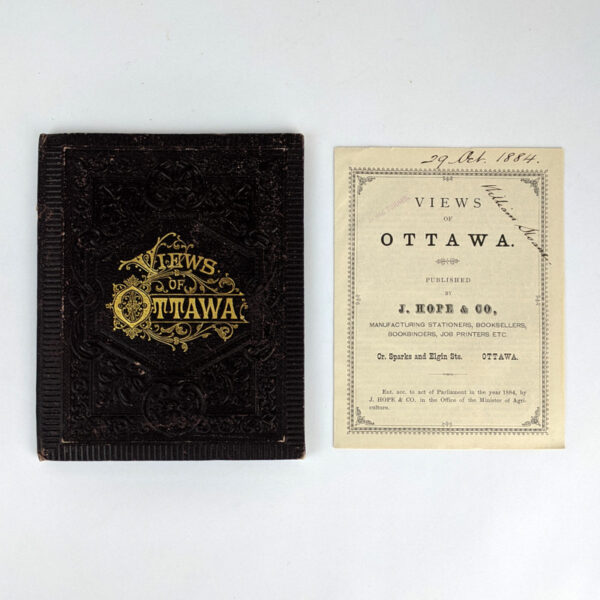 VIEWS
OF
OTTAWA
29 Oct. 1884.
William
VIEWS
OF
OTTAWA.
PUBLISHED
BY
J. HOPE & CO,
MANUFACTURING STATIONERS, BOOKSELLERS,
BOOKBINDERS, JOB PRINTERS ETC.
Cr. Sparks and Elgin Sts. OTTAWA.
Ent. acc. to act of Parliament in the year 1884, by
J. HOPE & CO. in the Office of the Minister of Agri-
culture.